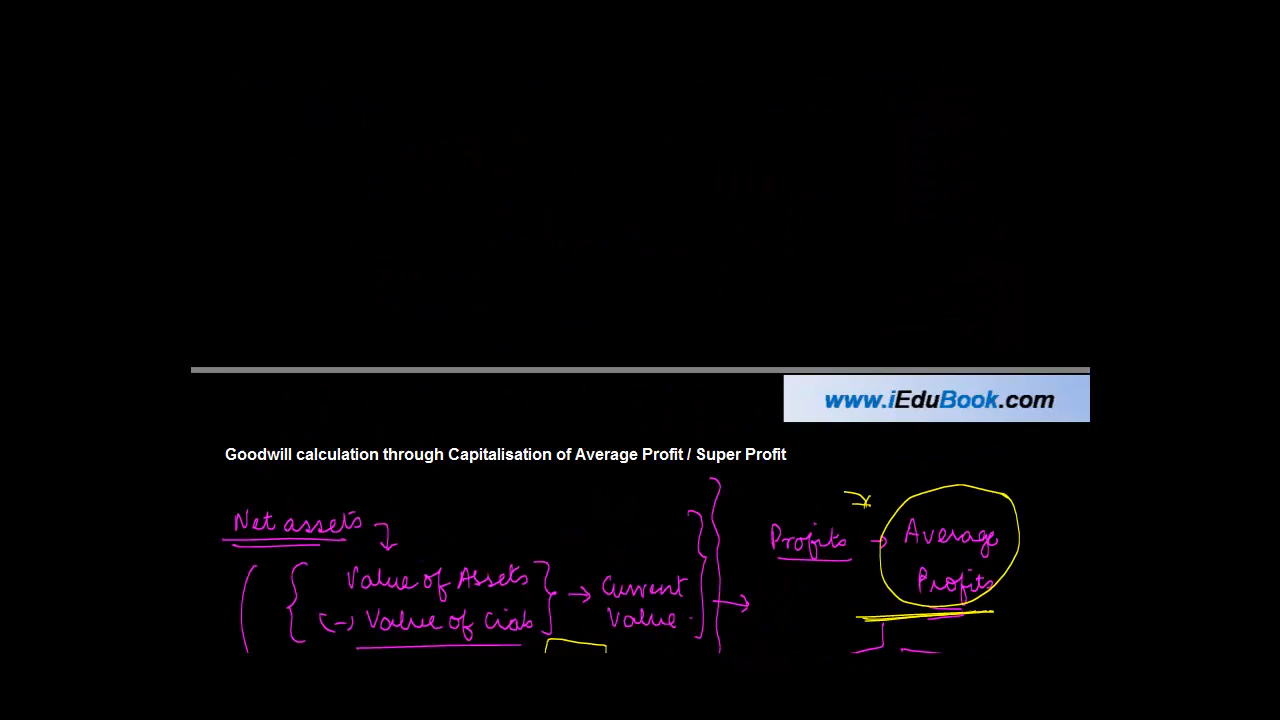 www.iEduBook.com
Goodwill calculation through Capitalisation of Average Profit / Super Profit
Net assets
Value of Assets
(-) Value of Liab
Current
Value
Profits → Average
Profits